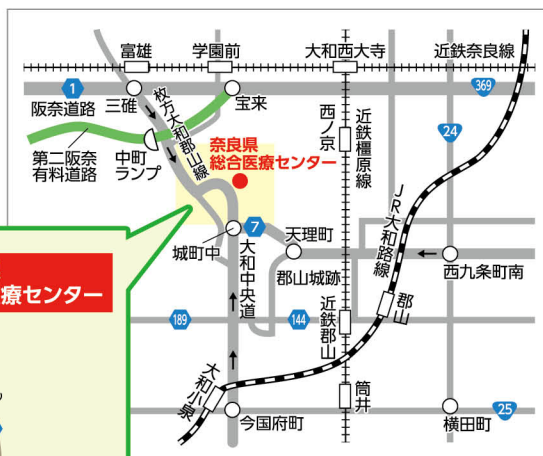 富雄
学園前
大和西大寺
近鉄奈良線
1
369
阪奈道路
三碓
宝来
枚方大和郡山線
西ノ京
近鉄橿原線
24
第二阪奈
有料道路
中町
ランプ
奈良県
総合医療センター
JR大和路線
7
城町中
天理町
大和中央道
郡山城跡
西九条町南
療センター
189
144
近鉄郡山
郡山
大和小泉
筒井
今国府町
横田町
25